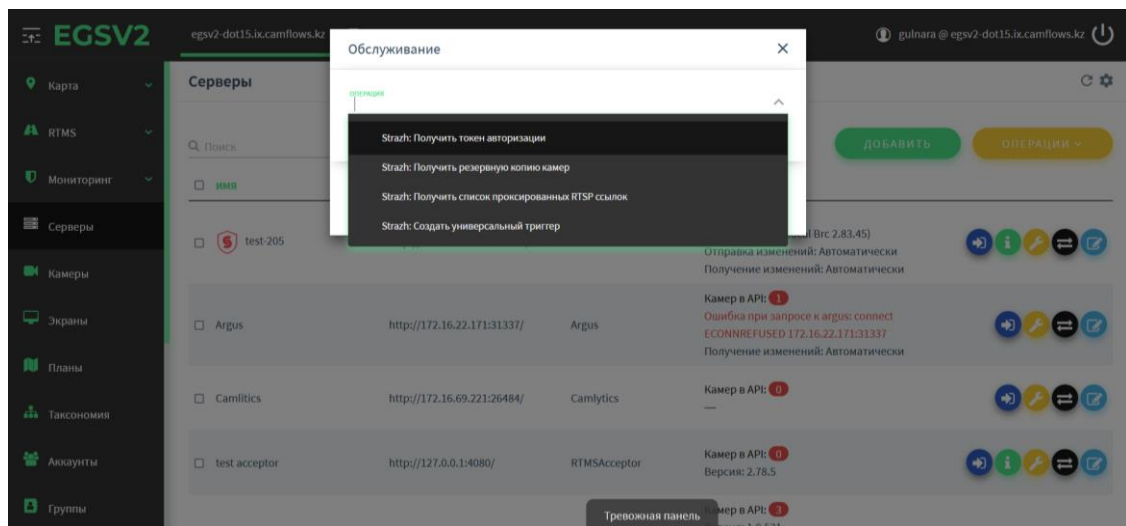 EGSV2
egsv2-dot15.ix.camflows.kz
gulnara @ egsv2-dot15.ix.camflows.kz
Обслуживание
ОПЕРАЦИЯ
Strazh: Получить токен авторизации
Strazh: Получить резервную копию камер
Strazh: Получить список проксированных RTSP ссылок
Strazh: Создать универсальный триггер
Карта
RTMS
Мониторинг
Серверы
Камеры
Экраны
Планы
Таксономия
Аккаунты
Группы
Серверы
Поиск
ДОБАВИТЬ
ОПЕРАЦИИ
ИМЯ
test-205
Brc 2.83.45)
Отправка изменений: Автоматически
Получение изменений: Автоматически
Argus
http://172.16.22.171:31337/
Argus
Камер в API: 1
Ошибка при запросе к argus: connect
ECONNREFUSED 172.16.22.171:31337
Получение изменений: Автоматически
Camlitics
http://172.16.69.221:26484/
Camlytics
Камер в API: 0
—
test acceptor
http://127.0.0.1:4080/
RTMSAcceptor
Камер в API: 0
Версия: 2.78.5
Камер в API: 3
Тревожная панель